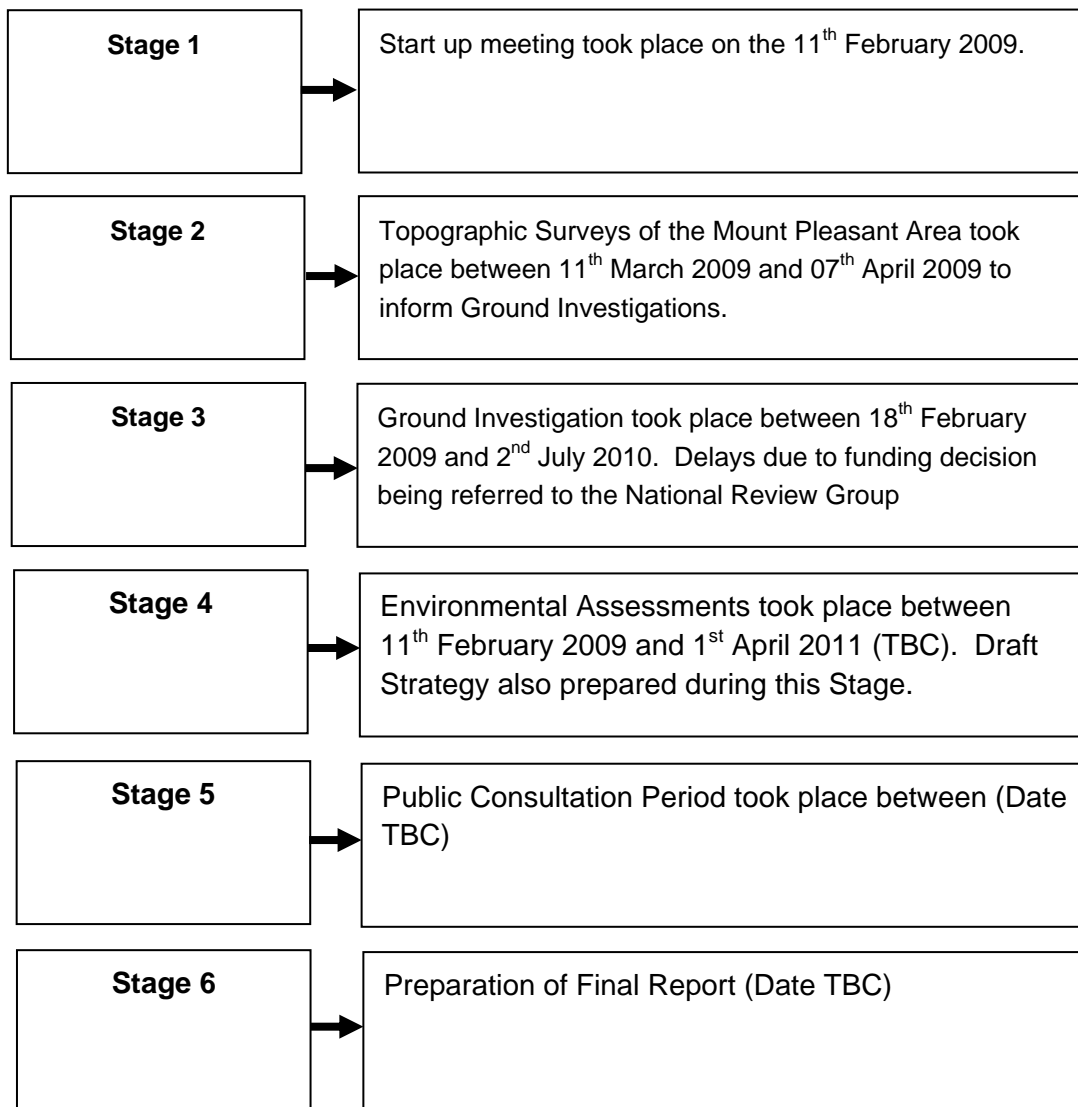 Stage 1
Start up meeting took place on the 11th February 2009.
Stage 2
Topographic Surveys of the Mount Pleasant Area took
place between 11th March 2009 and 07th April 2009 to
inform Ground Investigations.
Stage 3
Ground Investigation took place between 18th February
2009 and 2nd July 2010.  Delays due to funding decision
being referred to the National Review Group
Stage 4
Environmental Assessments took place between
11th February 2009 and 1st April 2011 (TBC).  Draft
Strategy also prepared during this Stage.
Stage 5
Public Consultation Period took place between (Date
TBC)
Stage 6
Preparation of Final Report (Date TBC)